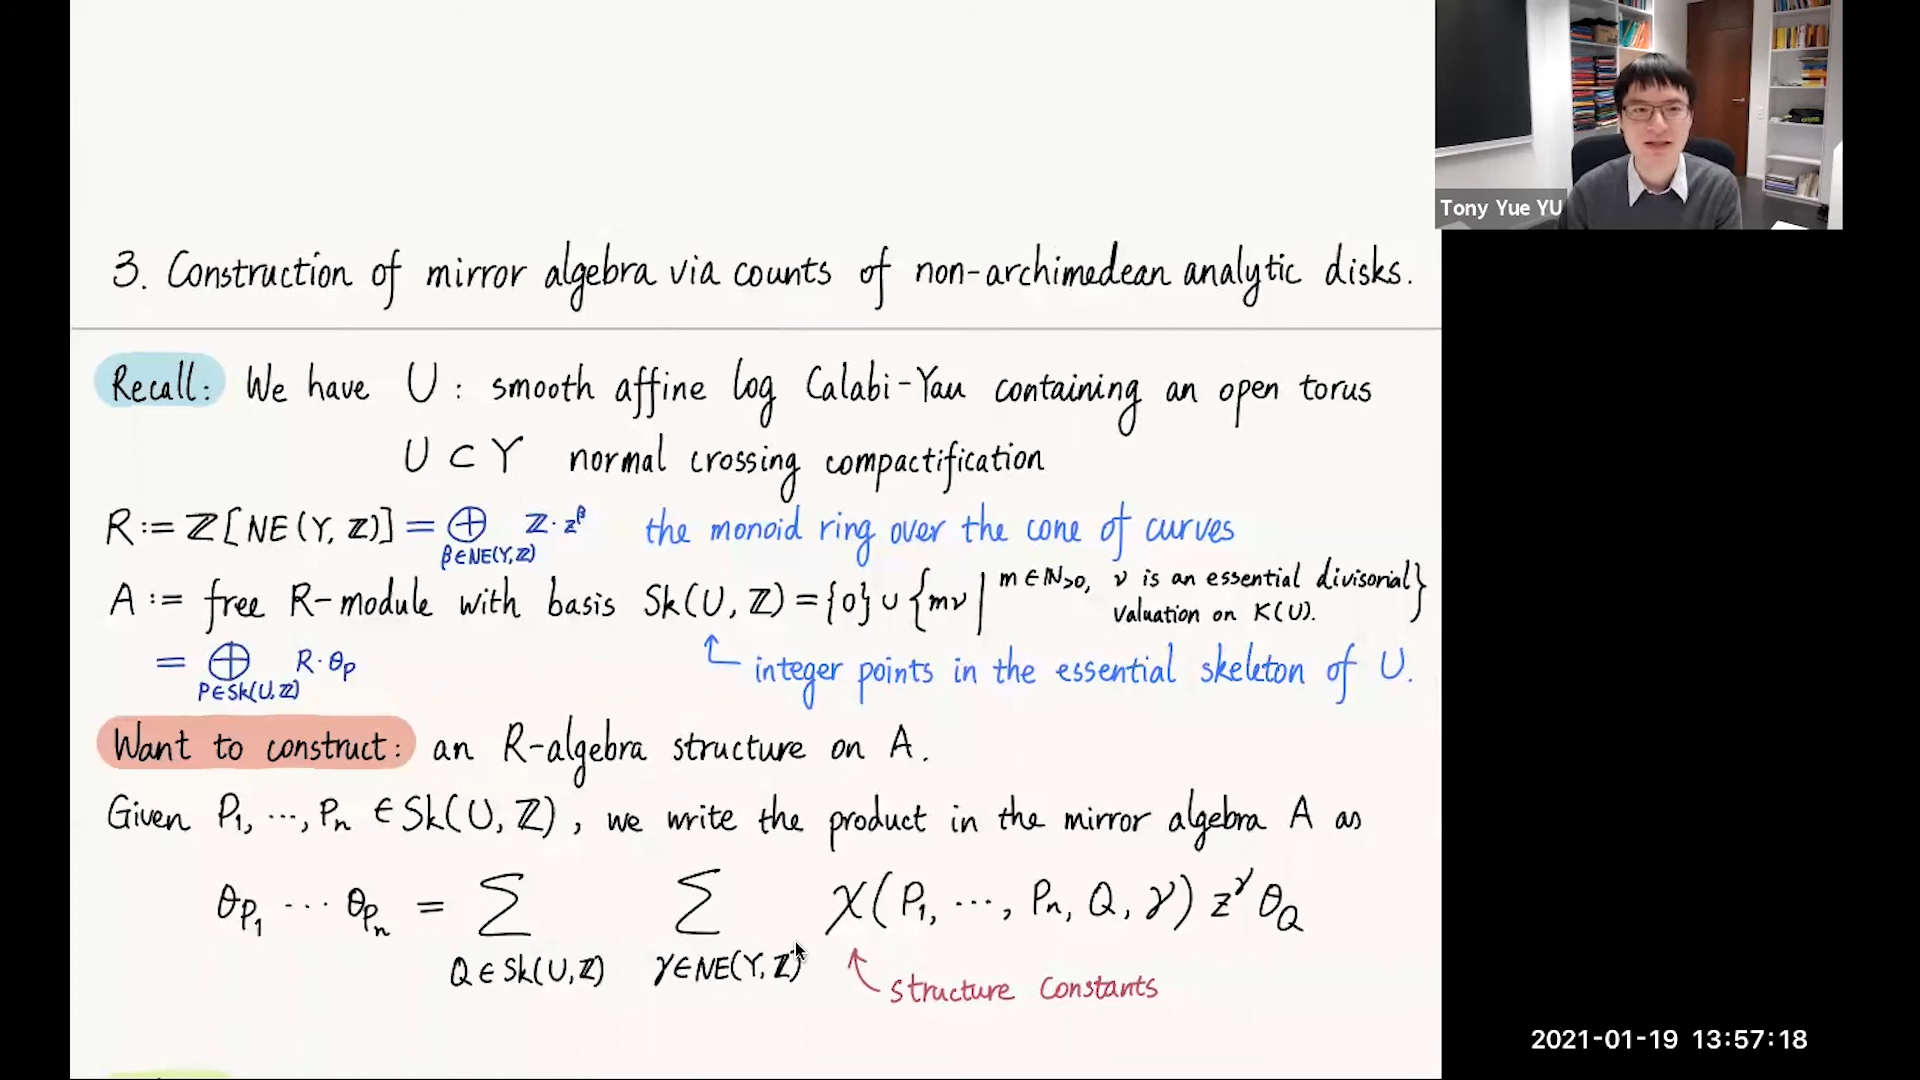 3. Construction of mirror algebra via counts of non-archimedean analytic disks.
Recall: We have U : smooth affine log Calabi-Yau containing an open torus
U ⊂ Y normal crossing compactification
R := ℤ[NE(Y, ℤ)] = ⊕ ℤ·z^β the monoid ring over the cone of curves
β∈NE(Y,ℤ)
A := free R-module with basis Sk(U, ℤ) = {0} ∪ {mν | m∈ℕ>0, ν is an essential divisorial
valuation on K(U).}
= ⊕ R·θ_P integer points in the essential skeleton of U.
P∈Sk(U,ℤ)
Want to construct: an R-algebra structure on A.
Given P₁, ..., Pₙ ∈ Sk(U, ℤ), we write the product in the mirror algebra A as
θ_P₁ ··· θ_Pₙ = Σ Σ χ(P₁, ..., Pₙ, Q, γ) z^γ θ_Q
Q∈Sk(U,ℤ) γ∈NE(Y,ℤ)
structure constants
Tony Yue YU
2021-01-19 13:57:18